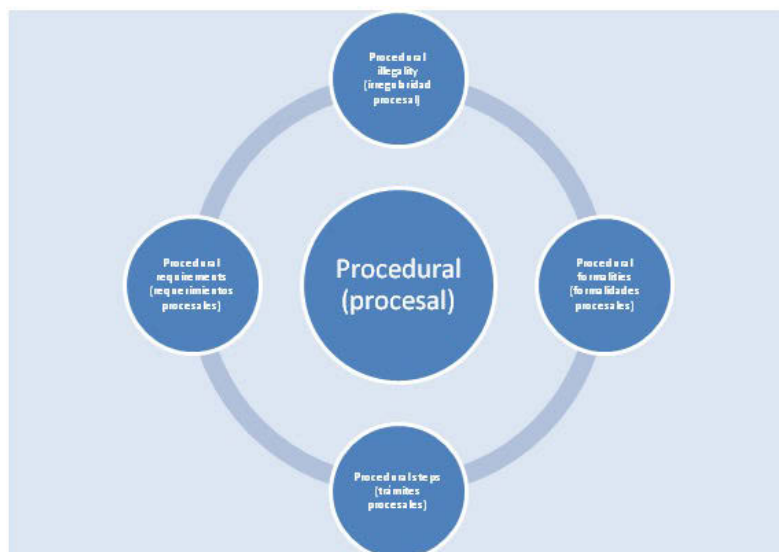 Procedural
illegality
(irregularidad
procesal)
Procedural
requirements
(requerimientos
procesales)
Procedural
(procesal)
Procedural
formalities
(formalidades
procesales)
Procedural steps
(trámites
procesales)